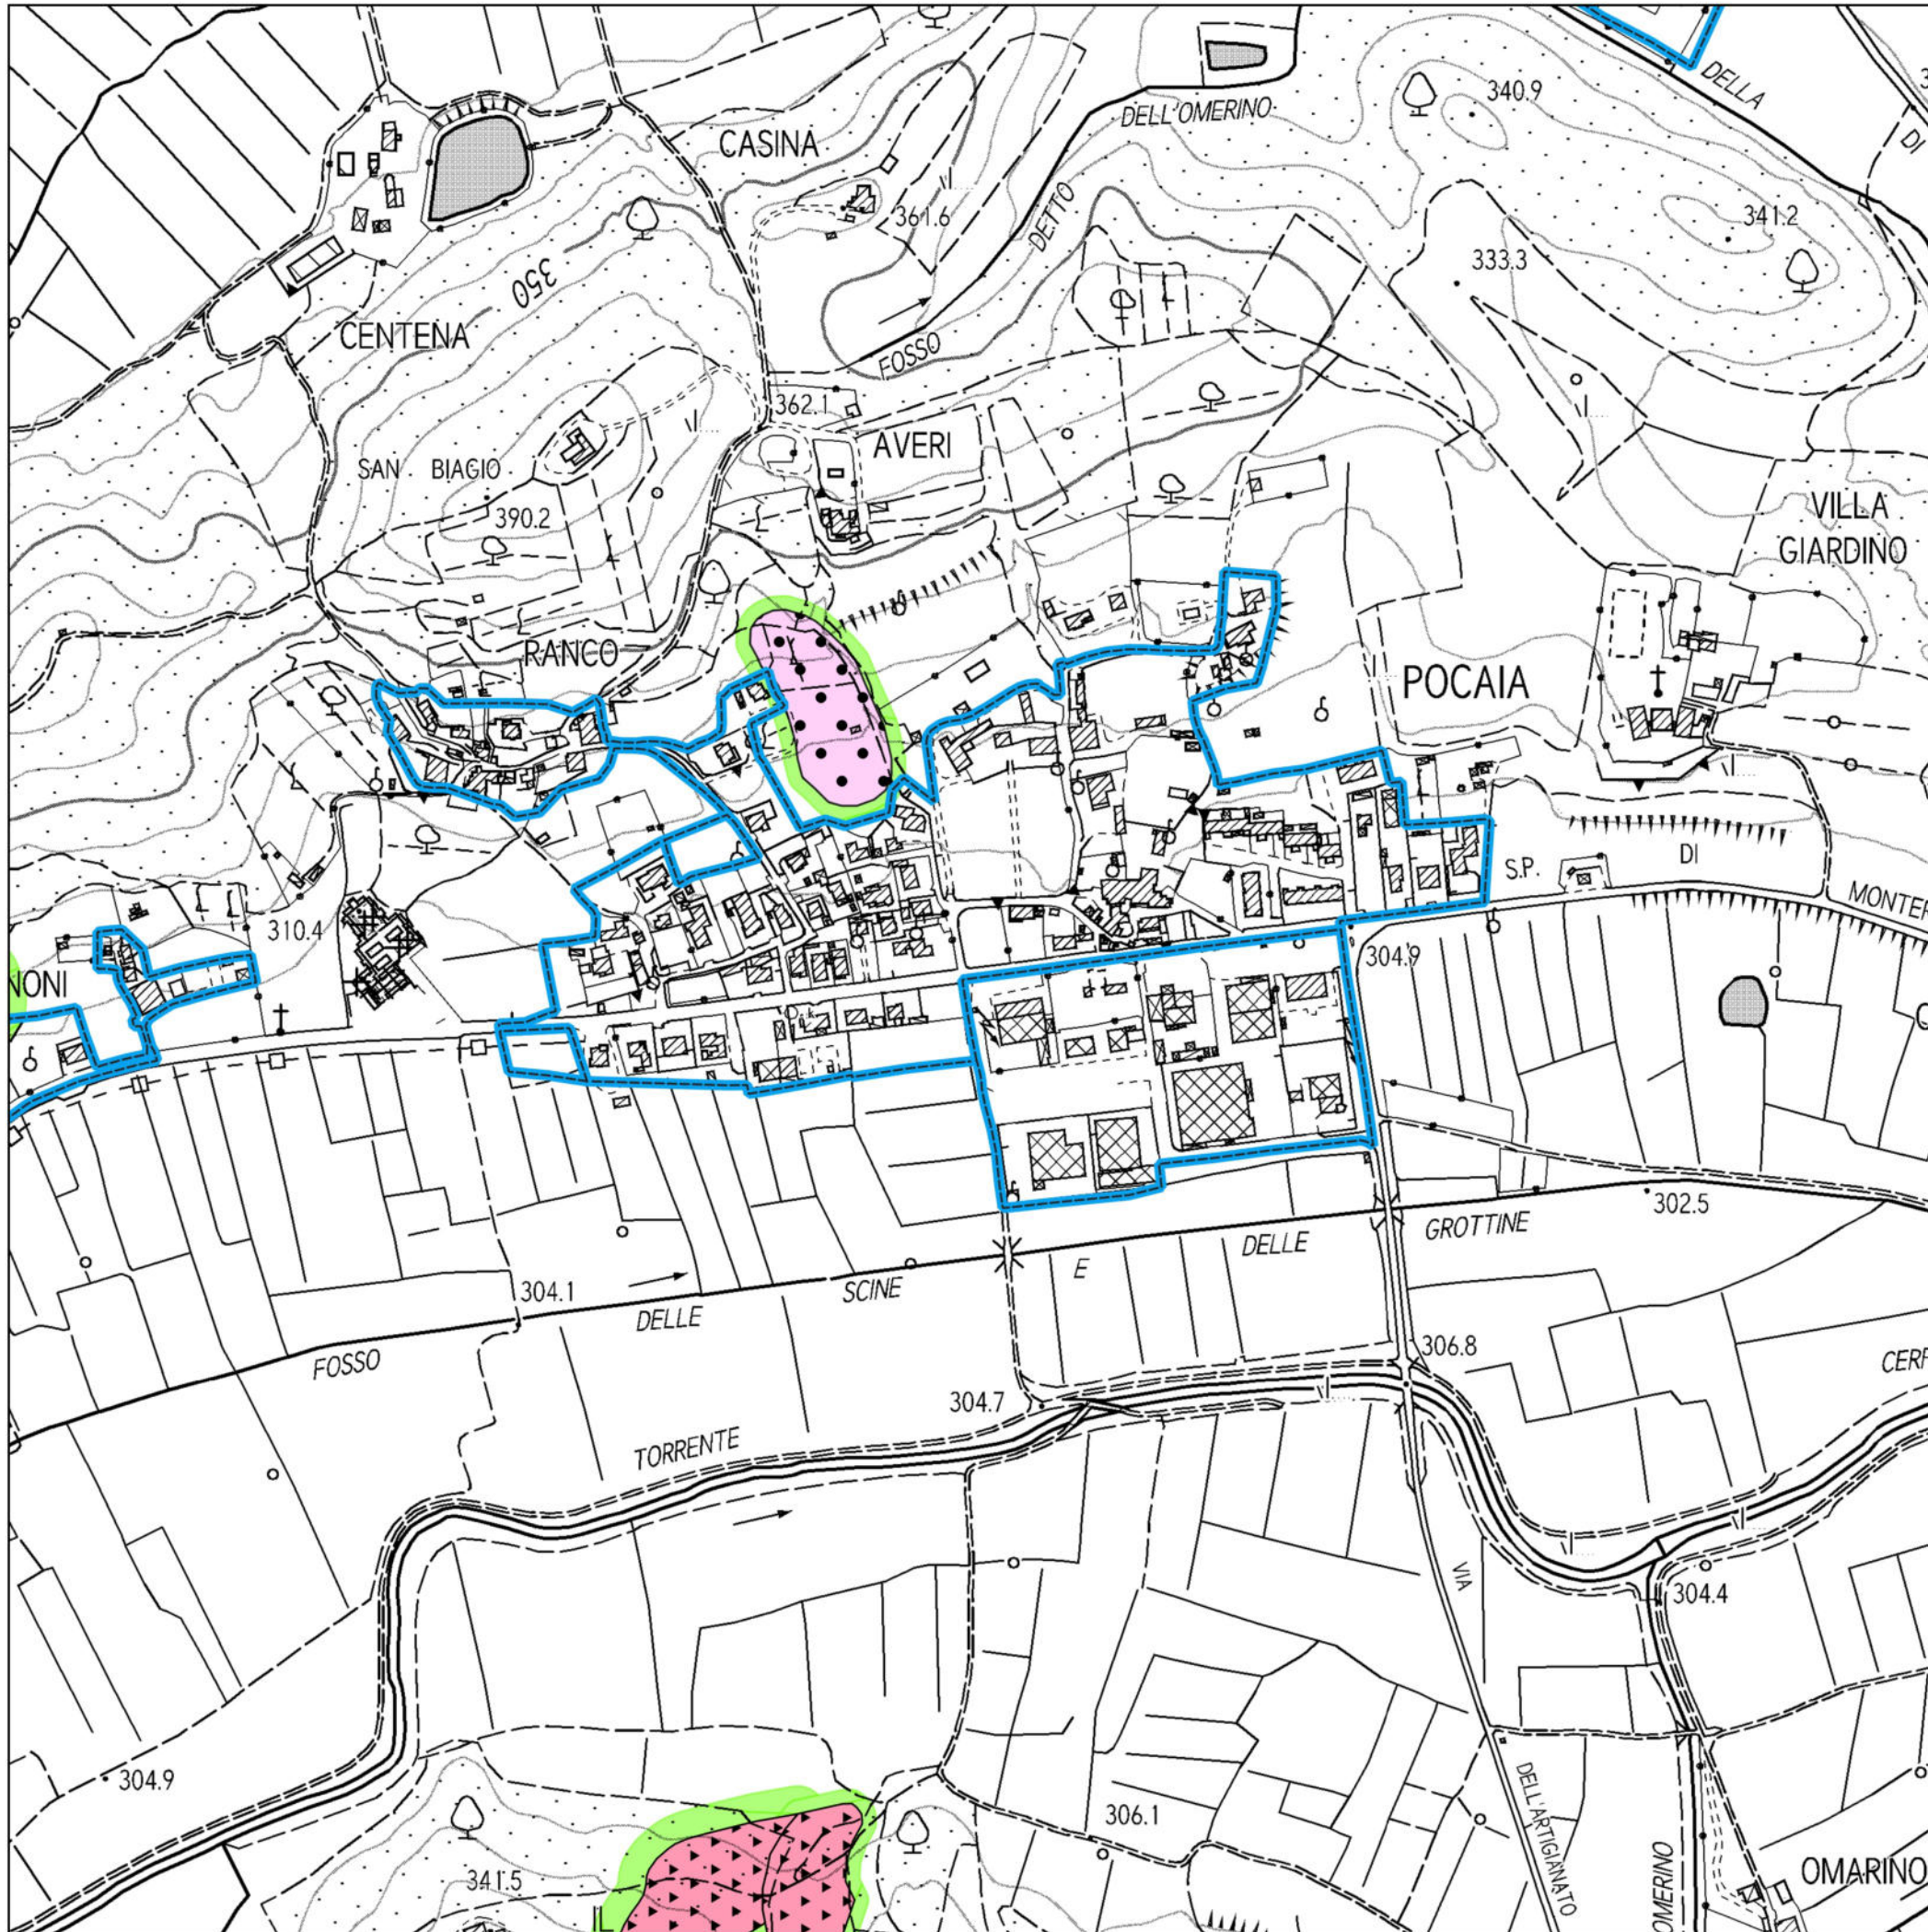 DELLA
DI
340.9
DELL'OMERINO
CASINA
361.6
DETTO
341.2
333.3
350
CENTENA
FOSSO
362.1
AVERI
SAN BIAGIO
390.2
VILLA
GIARDINO
RANCO
POCAIA
S.P.
DI
MONTER
310.4
NONI
304.9
302.5
GROTTINE
DELLE
E
SCINE
DELLE
304.1
FOSSO
306.8
CERF
304.7
TORRENTE
VIA
304.4
304.9
306.1
DELL'ARTIGIANATO
OMERINO
OMARINO
341.5
IL